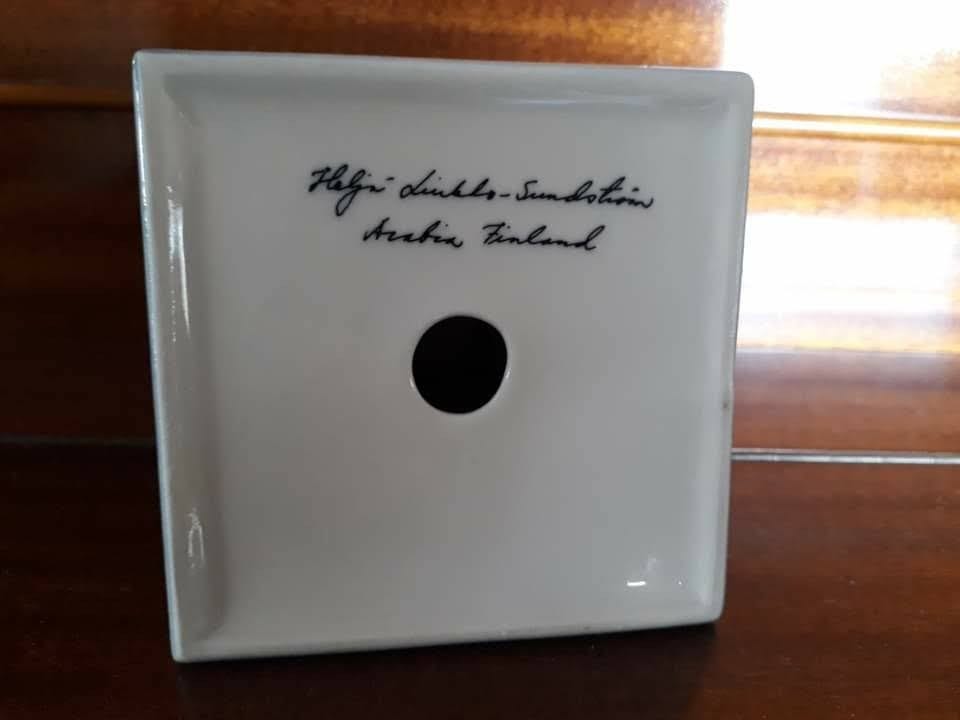 Heljä Liukko-Sundström
Arabia Finland